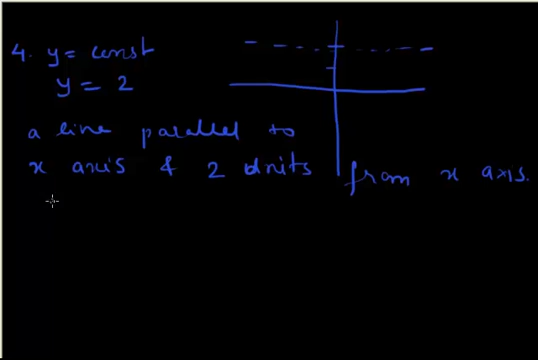 4. y = const
y = 2
a line parallel to
x axis & 2 units from x axis.